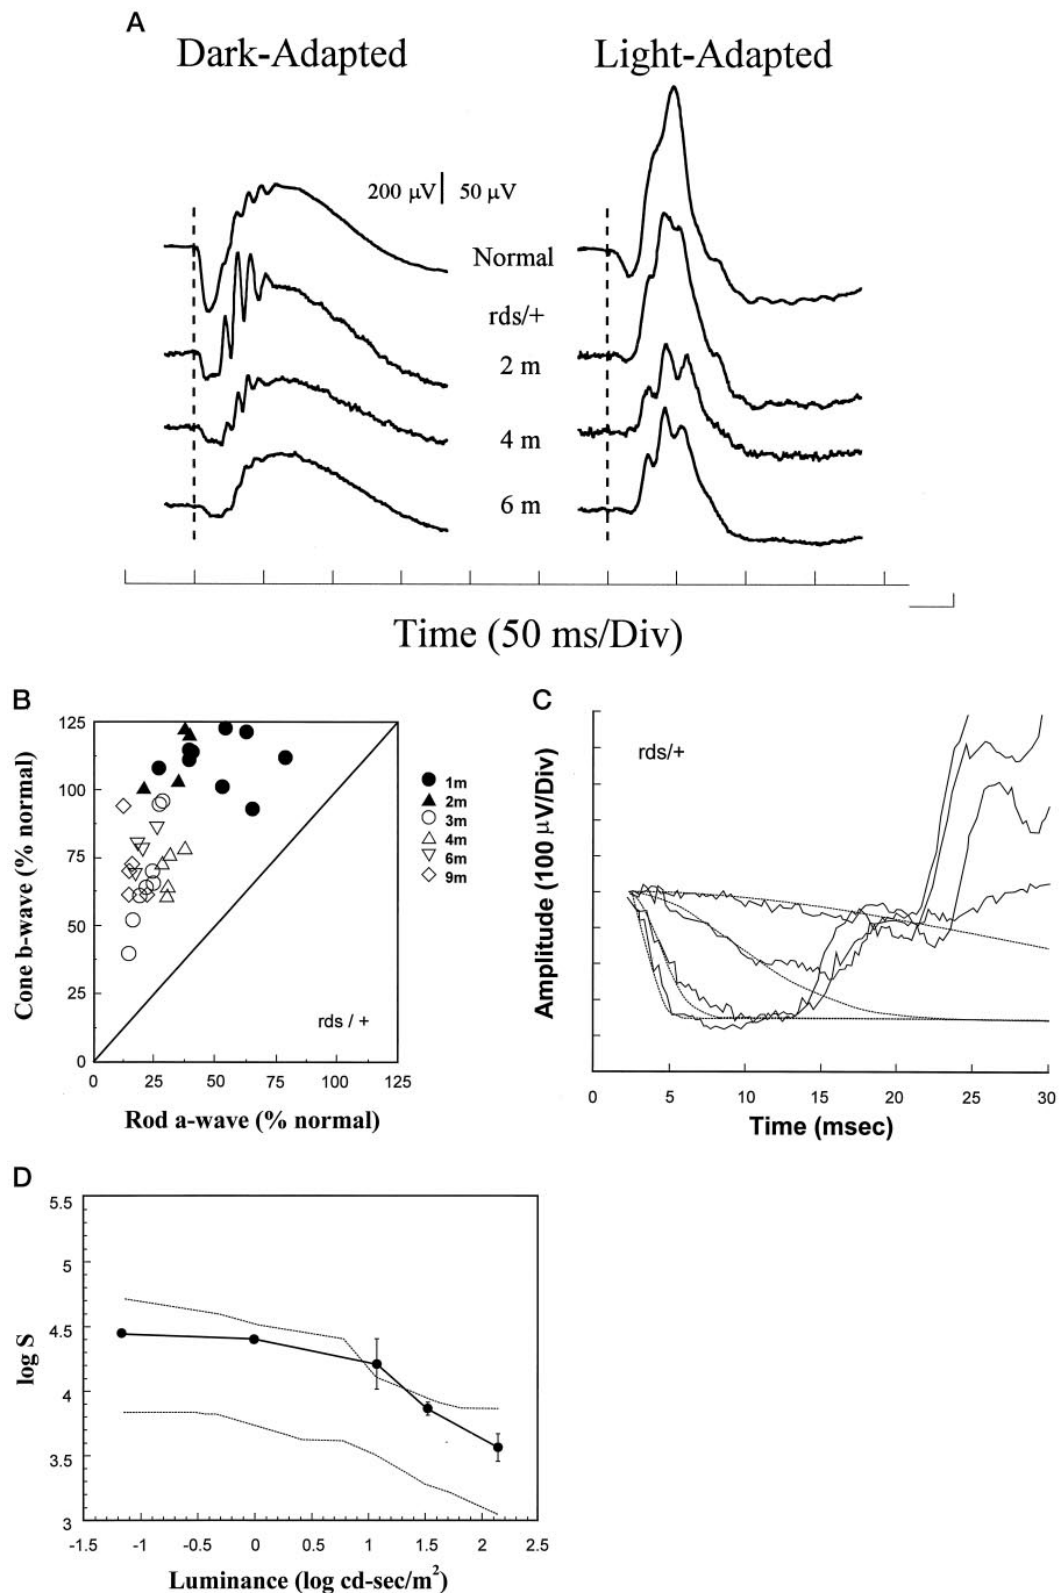 A
Dark-Adapted Light-Adapted
200 μV 50 μV
Normal
rds/+
2 m
4 m
6 m
Time (50 ms/Div)
B
Cone b-wave (% normal)
125
100
75
50
25
0
0 25 50 75 100 125
rds / +
Rod a-wave (% normal)
1m
2m
3m
4m
6m
9m
C
rds/+
Amplitude (100 μV/Div)
0 5 10 15 20 25 30
Time (msec)
D
log S
5.5
5
4.5
4
3.5
3
-1.5 -1 -0.5 0 0.5 1 1.5 2 2.5
Luminance (log cd-sec/m²)